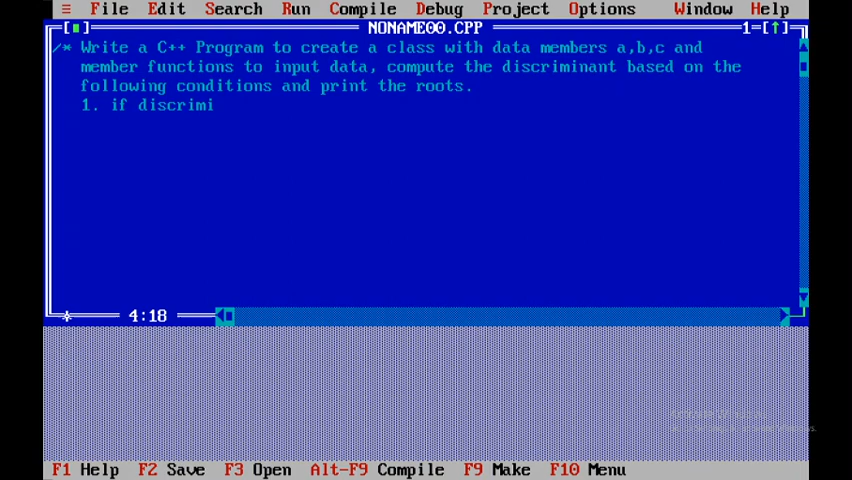 ≡ File Edit Search Run Compile Debug Project Options Window Help
[■] NONAME00.CPP 1=[↑]
/* Write a C++ Program to create a class with data members a,b,c and
member functions to input data, compute the discriminant based on the
following conditions and print the roots.
1. if discrimi
* 4:18
Activate Windows
F1 Help F2 Save F3 Open Alt-F9 Compile F9 Make F10 Menu